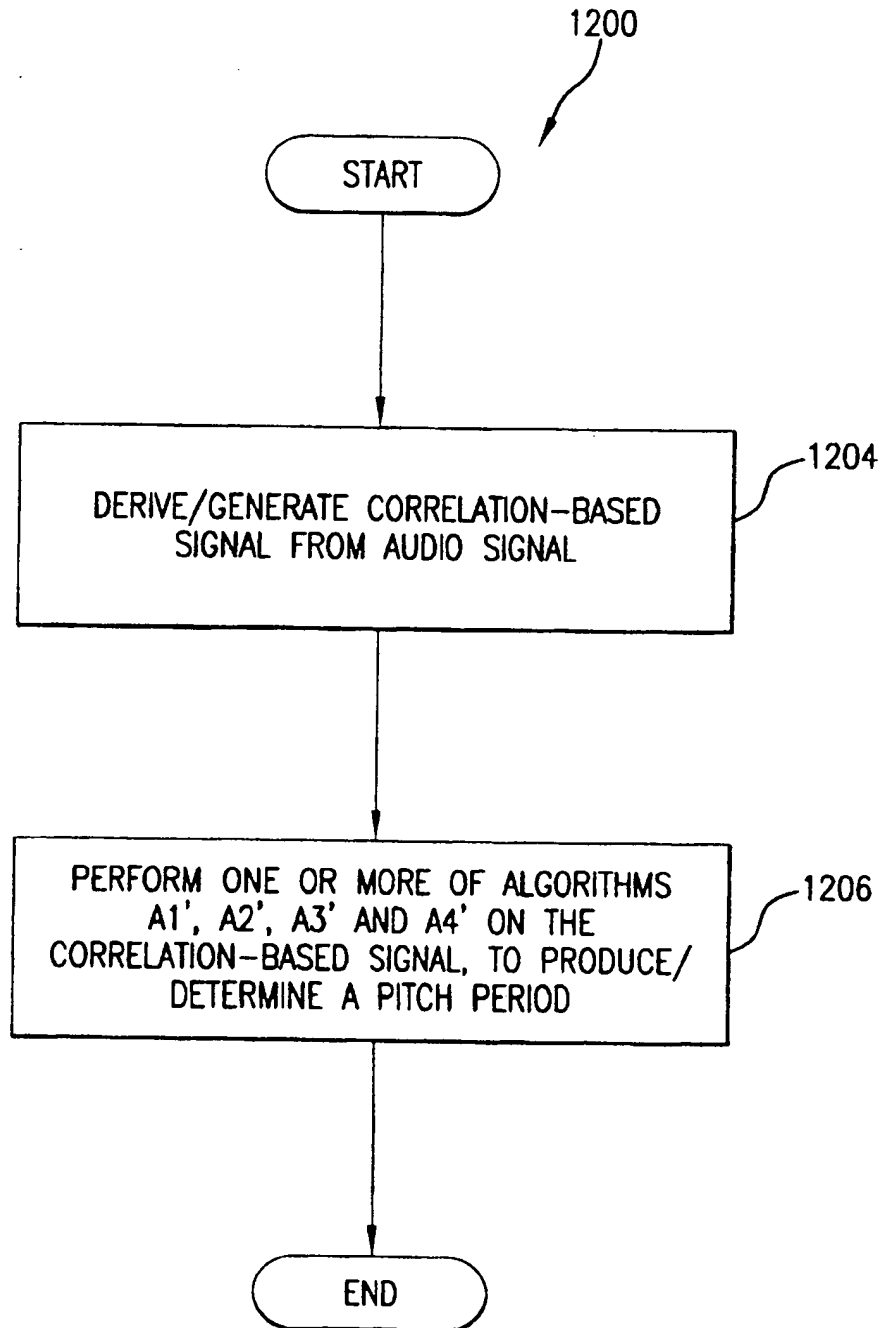 1200
START
DERIVE/GENERATE CORRELATION-BASED
SIGNAL FROM AUDIO SIGNAL
1204
PERFORM ONE OR MORE OF ALGORITHMS
A1', A2', A3' AND A4' ON THE
CORRELATION-BASED SIGNAL, TO PRODUCE/
DETERMINE A PITCH PERIOD
1206
END